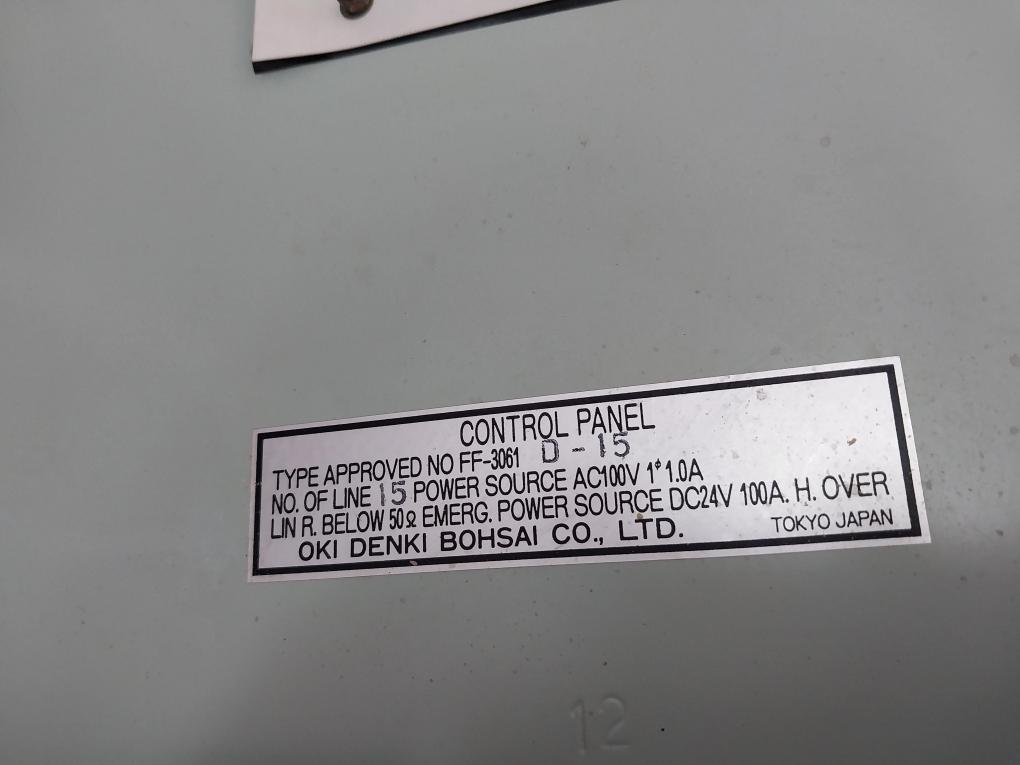 CONTROL PANEL
TYPE APPROVED NO FF-3061 D-15
NO. OF LINE 15 POWER SOURCE AC100V 1ᶲ 1.0A
LIN R. BELOW 50Ω EMERG. POWER SOURCE DC24V 100A. H. OVER
OKI DENKI BOHSAI CO., LTD. TOKYO JAPAN
12